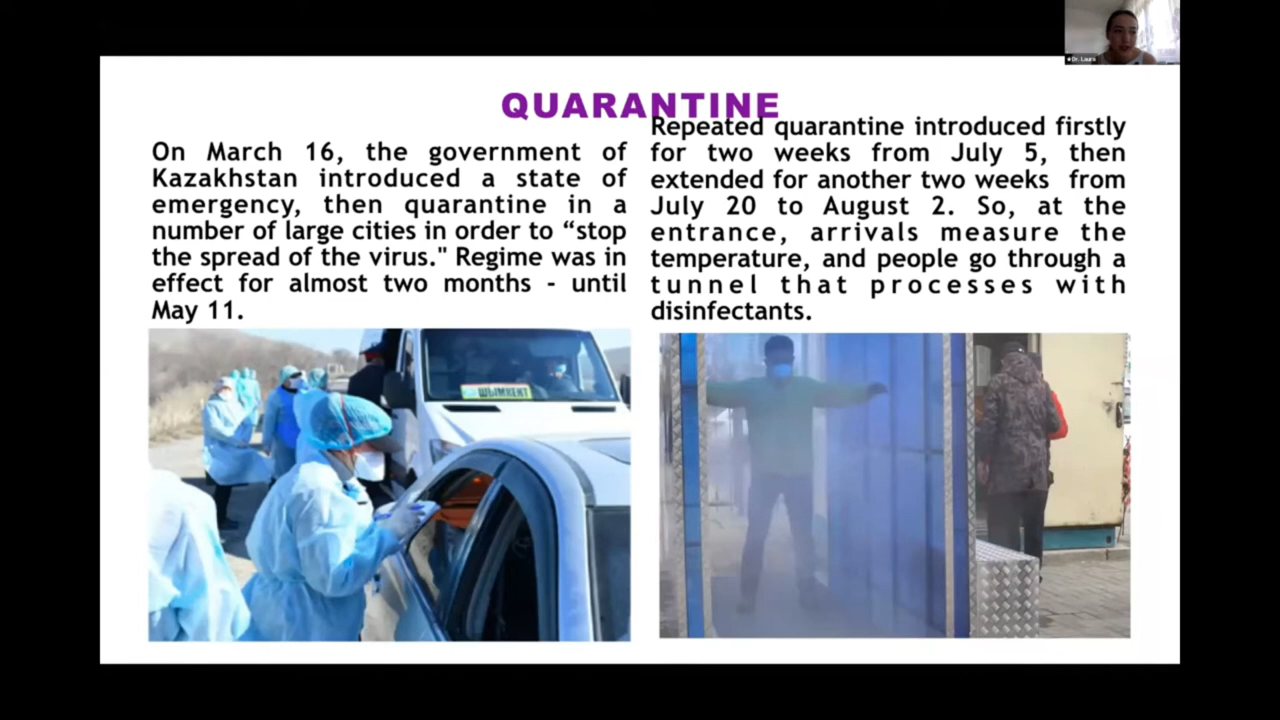 QUARANTINE
On March 16, the government of
Kazakhstan introduced a state of
emergency, then quarantine in a
number of large cities in order to “stop
the spread of the virus." Regime was in
effect for almost two months - until
May 11.
Repeated quarantine introduced firstly
for two weeks from July 5, then
extended for another two weeks from
July 20 to August 2. So, at the
entrance, arrivals measure the
temperature, and people go through a
tunnel that processes with
disinfectants.
ШЫМКЕНТ
Dr. Laura